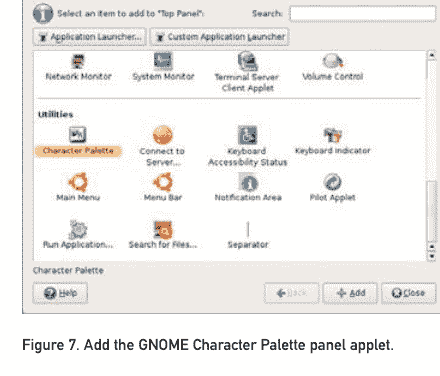 Select an item to add to "Top Panel":  Search:
Application Launcher...  Custom Application Launcher
Network Monitor  System Monitor  Terminal Server Client Applet  Volume Control
Utilities
Character Palette  Connect to Server...  Keyboard Accessibility Status  Keyboard Indicator
Main Menu  Menu Bar  Notification Area  Pilot Applet
Run Application...  Search for Files...  Separator
Character Palette
Help  Back  Add  Close
Figure 7. Add the GNOME Character Palette panel applet.